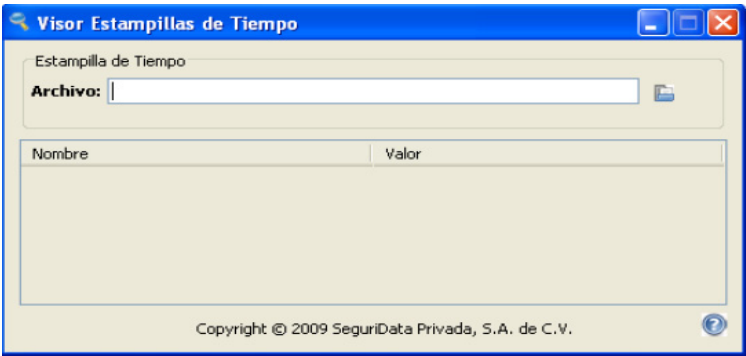 Visor Estampillas de Tiempo
Estampilla de Tiempo
Archivo:
Nombre Valor
Copyright © 2009 SeguriData Privada, S.A. de C.V.